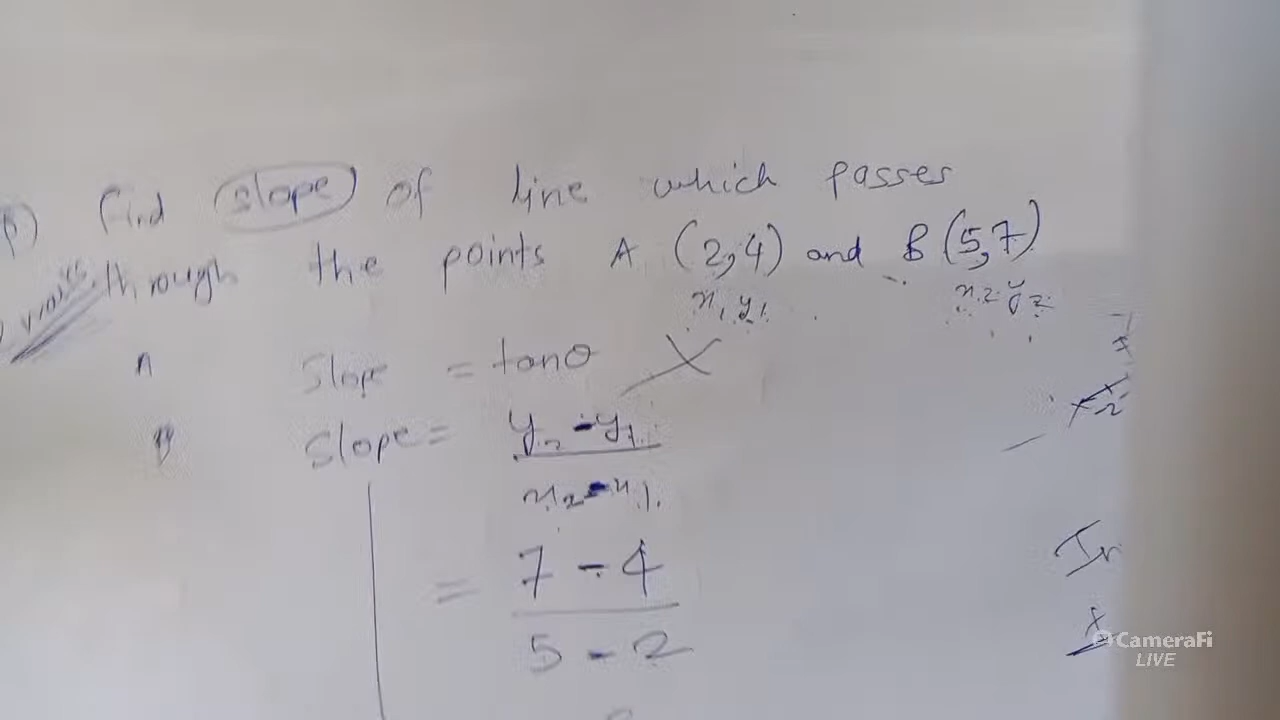 Find slope of line which passes
through the points A (2,4) and B (5,7)
x₁ y₁ x₂ y₂
Slope = tanθ
Slope = y₂-y₁
x₂-x₁
= 7-4
5-2
CameraFi
LIVE